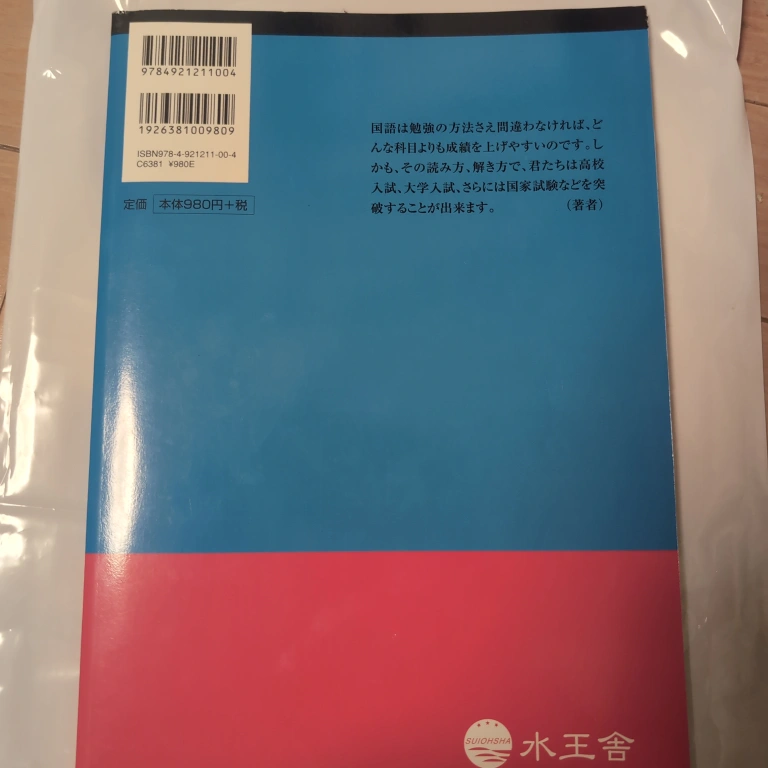 9784921211004
1926381009809
ISBN978-4-921211-00-4
C6381 ¥980E
定価 本体980円+税
国語は勉強の方法さえ間違わなければ、ど
んな科目よりも成績を上げやすいのです。し
かも、その読み方、解き方で、君たちは高校
入試、大学入試、さらには国家試験などを突
破することが出来ます。 （著者）
SUIOHSHA
水王舎